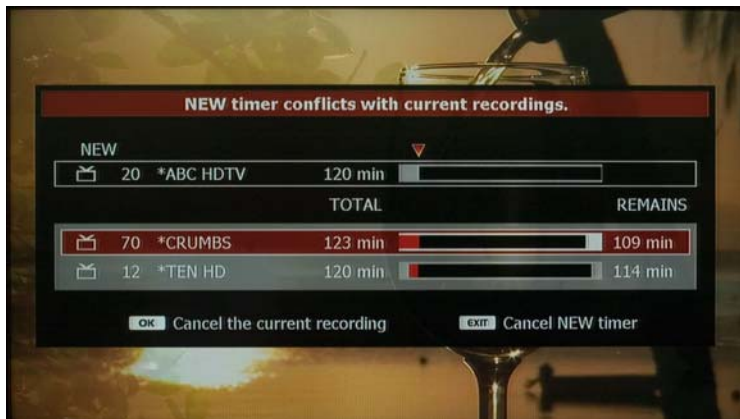 NEW timer conflicts with current recordings.
NEW
20 *ABC HDTV 120 min
TOTAL REMAINS
70 *CRUMBS 123 min 109 min
12 *TEN HD 120 min 114 min
OK Cancel the current recording EXIT Cancel NEW timer